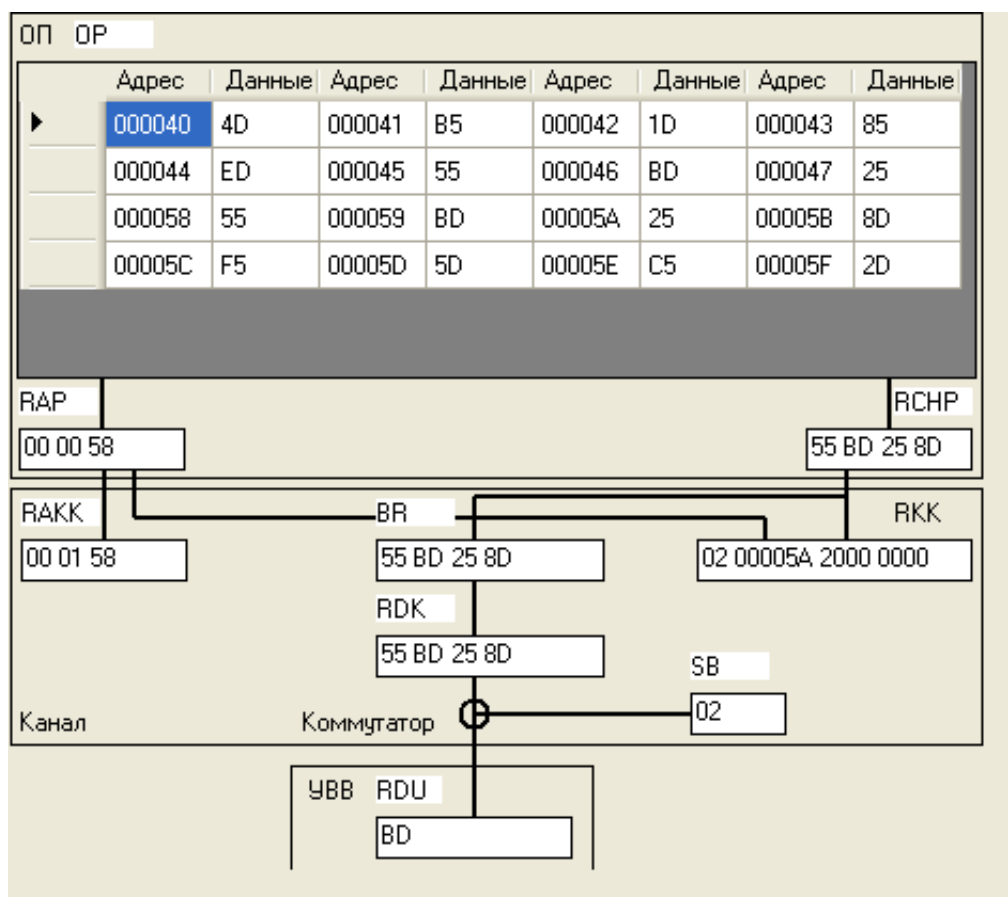 ОП OP
Адрес Данные Адрес Данные Адрес Данные Адрес Данные
000040 4D 000041 B5 000042 1D 000043 85
000044 ED 000045 55 000046 BD 000047 25
000058 55 000059 BD 00005A 25 00005B 8D
00005C F5 00005D 5D 00005E C5 00005F 2D
RAP RCHP
00 00 58 55 BD 25 8D
RAKK BR RKK
00 01 58 55 BD 25 8D 02 00005A 2000 0000
RDK
55 BD 25 8D
SB
02
Канал Коммутатор
УВВ RDU
BD